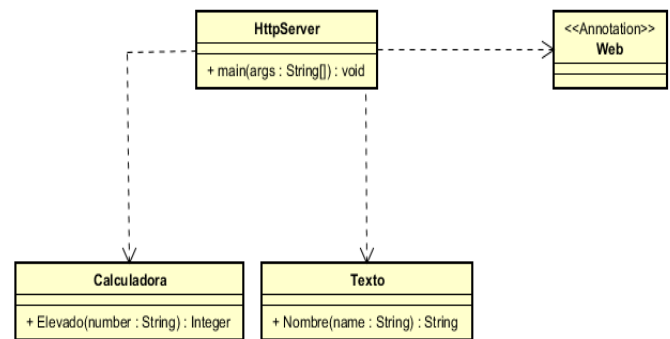 HttpServer
+ main(args : String[]) : void
<<Annotation>>
Web
Calculadora
+ Elevado(number : String) : Integer
Texto
+ Nombre(name : String) : String